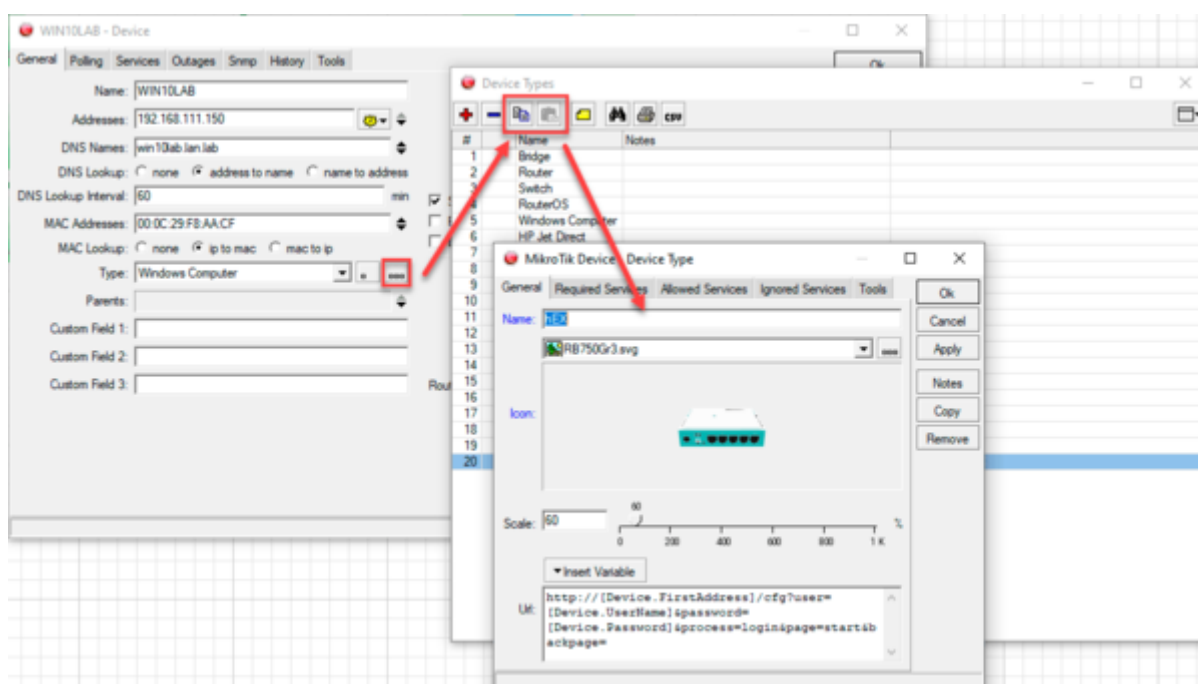 WIN10LAB - Device
General Polling Services Outages Snmp History Tools
Ok
Name: WIN10LAB
Addresses: 192.168.111.150
DNS Names: win10lab.lan.lab
DNS Lookup: none address to name name to address
DNS Lookup Interval: 60 min
MAC Addresses: 00:0C:29:F8:AA:CF
MAC Lookup: none ip to mac mac to ip
Type: Windows Computer
Parents:
Custom Field 1:
Custom Field 2:
Custom Field 3:
Rou
Device Types
CSV
# Name Notes
1 Bridge
2 Router
3 Switch
4 RouterOS
5 Windows Computer
6 HP Jet Direct
7
8
9
10
11
12
13
14
15
16
17
18
19
20
MikroTik Device - Device Type
General Required Services Allowed Services Ignored Services Tools
Ok
Cancel
Apply
Notes
Copy
Remove
Name: hEX
RB750Gr3.svg
Icon:
60
Scale: 60 %
0 200 400 600 800 1 K
Insert Variable
Url: http://[Device.FirstAddress]/cfg?user=
[Device.UserName]&password=
[Device.Password]&process=login&page=start&b
ackpage=